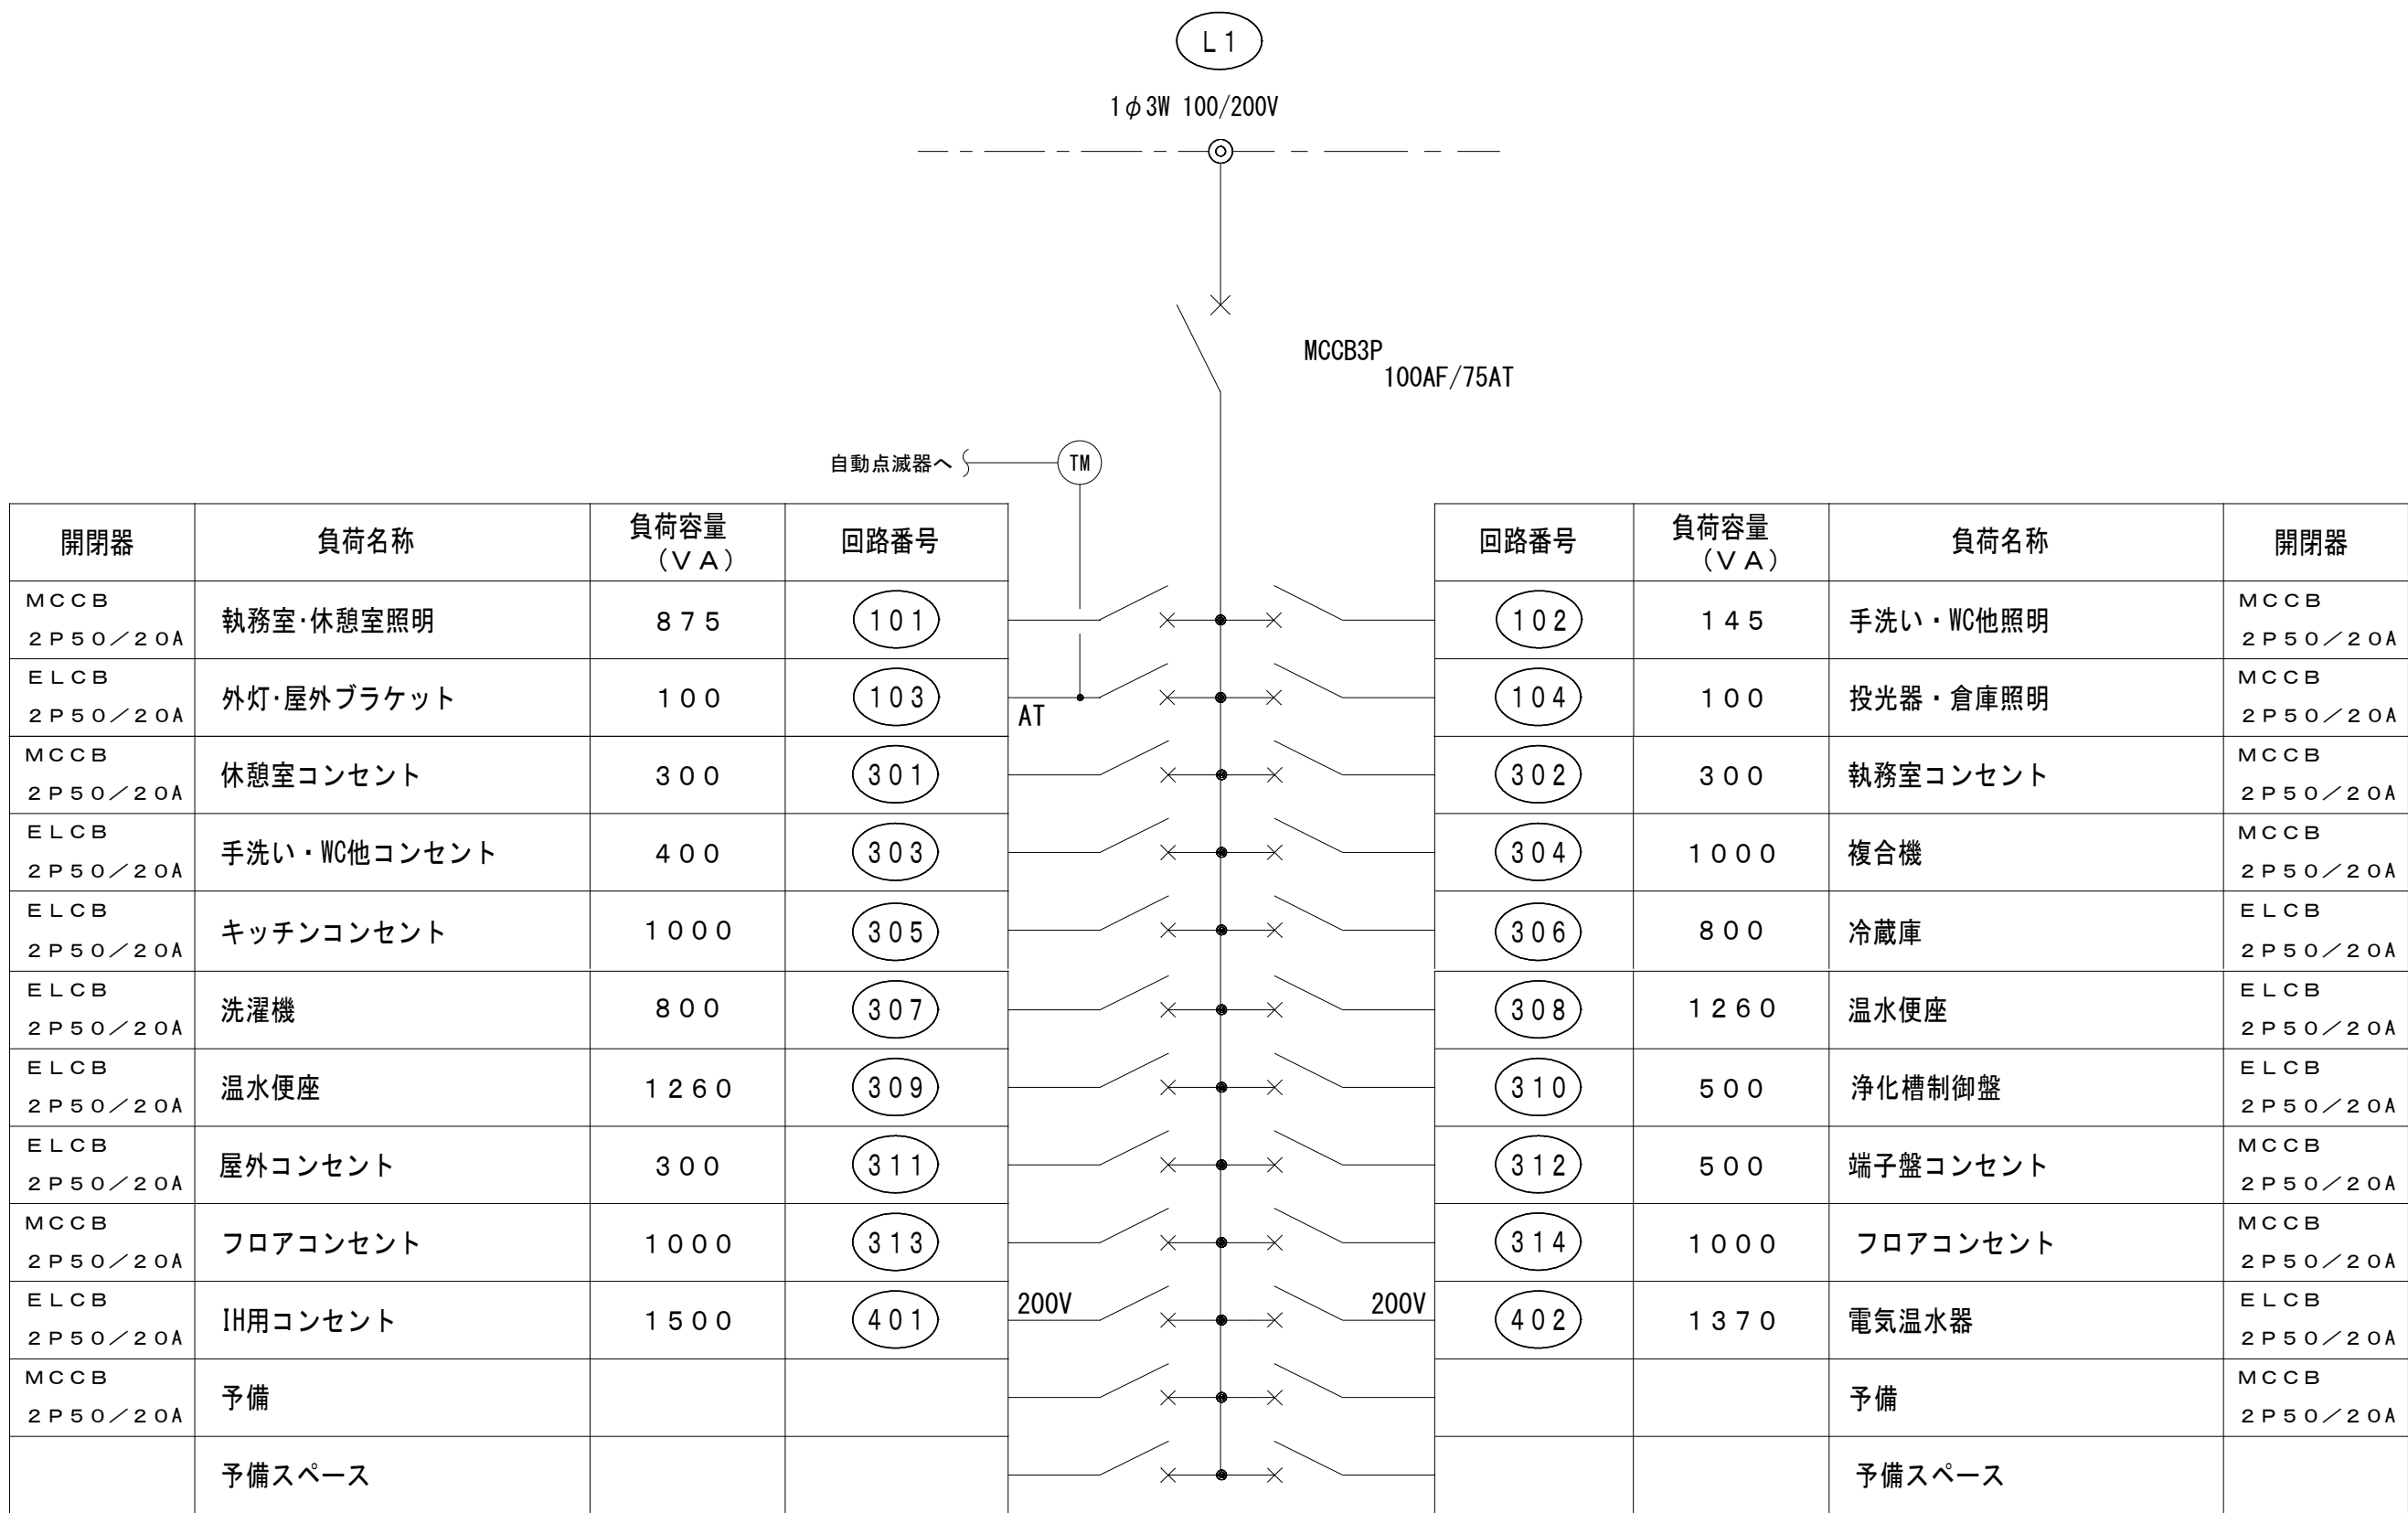 L1
1φ3W 100/200V
MCCB3P
100AF/75AT
自動点滅器へ TM
開閉器 負荷名称 負荷容量(VA) 回路番号 回路番号 負荷容量(VA) 負荷名称 開閉器
MCCB 2P50/20A 執務室・休憩室照明 875 101 102 145 手洗い・WC他照明 MCCB 2P50/20A
ELCB 2P50/20A 外灯・屋外ブラケット 100 103 AT 104 100 投光器・倉庫照明 MCCB 2P50/20A
MCCB 2P50/20A 休憩室コンセント 300 301 302 300 執務室コンセント MCCB 2P50/20A
ELCB 2P50/20A 手洗い・WC他コンセント 400 303 304 1000 複合機 MCCB 2P50/20A
ELCB 2P50/20A キッチンコンセント 1000 305 306 800 冷蔵庫 ELCB 2P50/20A
ELCB 2P50/20A 洗濯機 800 307 308 1260 温水便座 ELCB 2P50/20A
ELCB 2P50/20A 温水便座 1260 309 310 500 浄化槽制御盤 ELCB 2P50/20A
ELCB 2P50/20A 屋外コンセント 300 311 312 500 端子盤コンセント MCCB 2P50/20A
MCCB 2P50/20A フロアコンセント 1000 313 314 1000 フロアコンセント MCCB 2P50/20A
ELCB 2P50/20A IH用コンセント 1500 401 200V 200V 402 1370 電気温水器 ELCB 2P50/20A
MCCB 2P50/20A 予備 予備 MCCB 2P50/20A
予備スペース 予備スペース